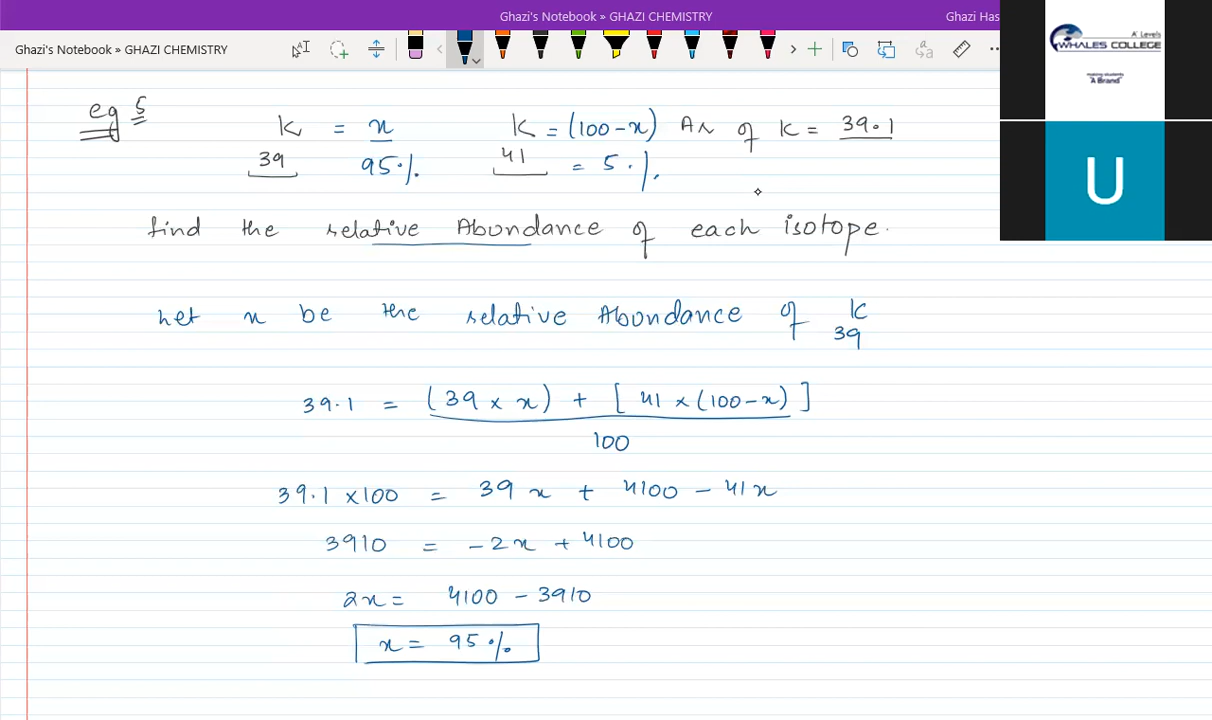 Ghazi's Notebook » GHAZI CHEMISTRY
Ghazi Has
Ghazi's Notebook » GHAZI CHEMISTRY
A' Levels
WHALES COLLEGE
making students
"A Brand"
U
eg 5
K = x K = (100-x) Ar of K = 39.1
39 95% 41 = 5%
find the relative Abundance of each isotope.
Let x be the relative Abundance of K
39
39.1 = (39 × x) + [41 × (100-x)]
100
39.1 × 100 = 39x + 4100 - 41x
3910 = -2x + 4100
2x = 4100 - 3910
x = 95%